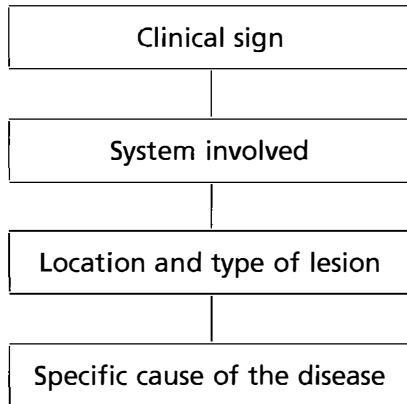 Clinical sign
System involved
Location and type of lesion
Specific cause of the disease